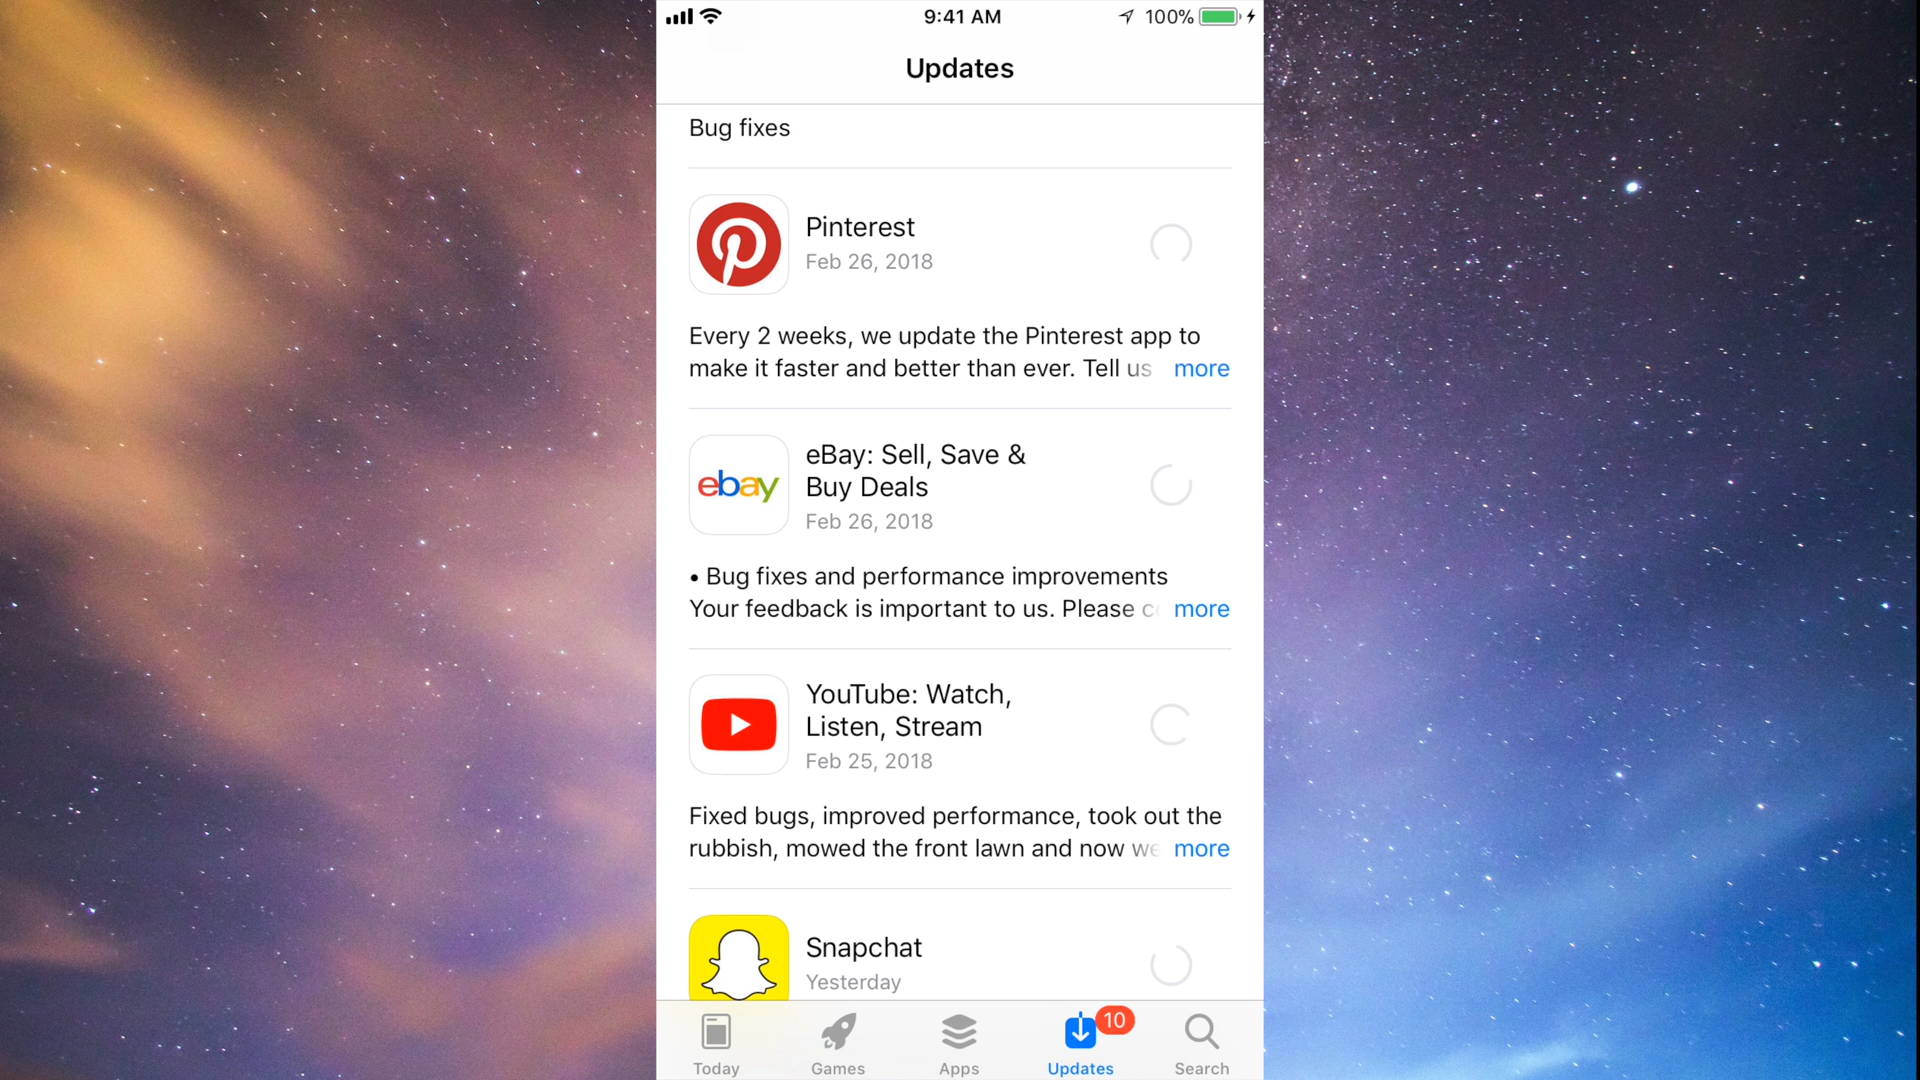 9:41 AM
100%
Updates
Bug fixes
Pinterest
Feb 26, 2018
Every 2 weeks, we update the Pinterest app to
make it faster and better than ever. Tell us more
ebay
eBay: Sell, Save &
Buy Deals
Feb 26, 2018
• Bug fixes and performance improvements
Your feedback is important to us. Please more
YouTube: Watch,
Listen, Stream
Feb 25, 2018
Fixed bugs, improved performance, took out the
rubbish, mowed the front lawn and now we more
Snapchat
Yesterday
10
Today
Games
Apps
Updates
Search